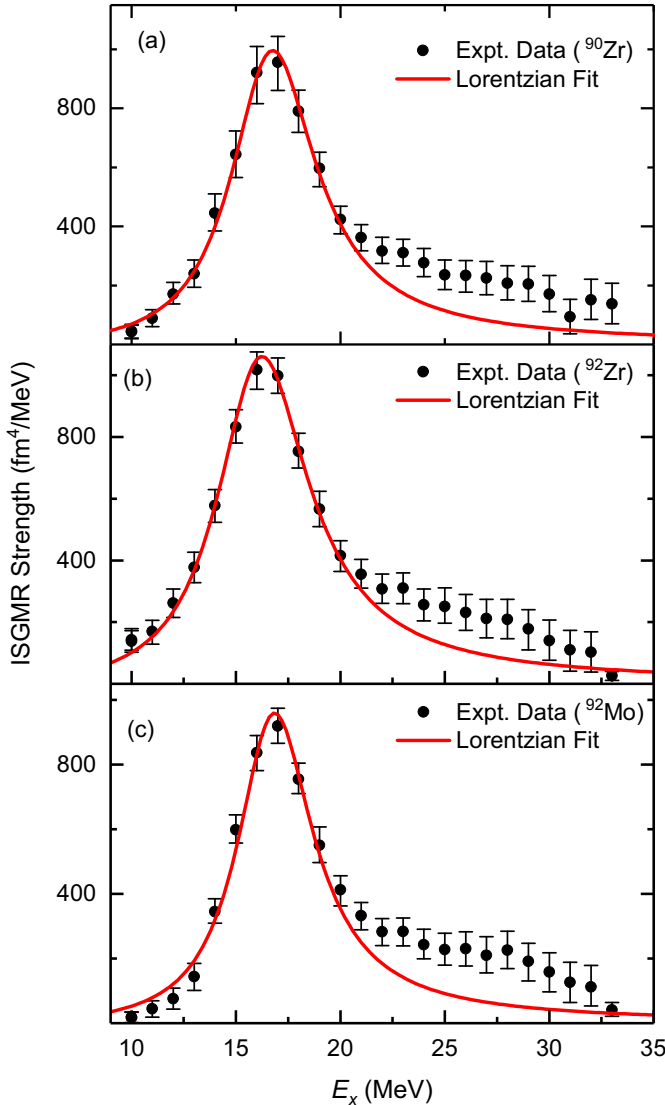 (a)
Expt. Data (⁹⁰Zr)
Lorentzian Fit
800
400
(b)
Expt. Data (⁹²Zr)
Lorentzian Fit
800
400
ISGMR Strength (fm⁴/MeV)
(c)
Expt. Data (⁹²Mo)
Lorentzian Fit
800
400
10 15 20 25 30 35
Eₓ (MeV)